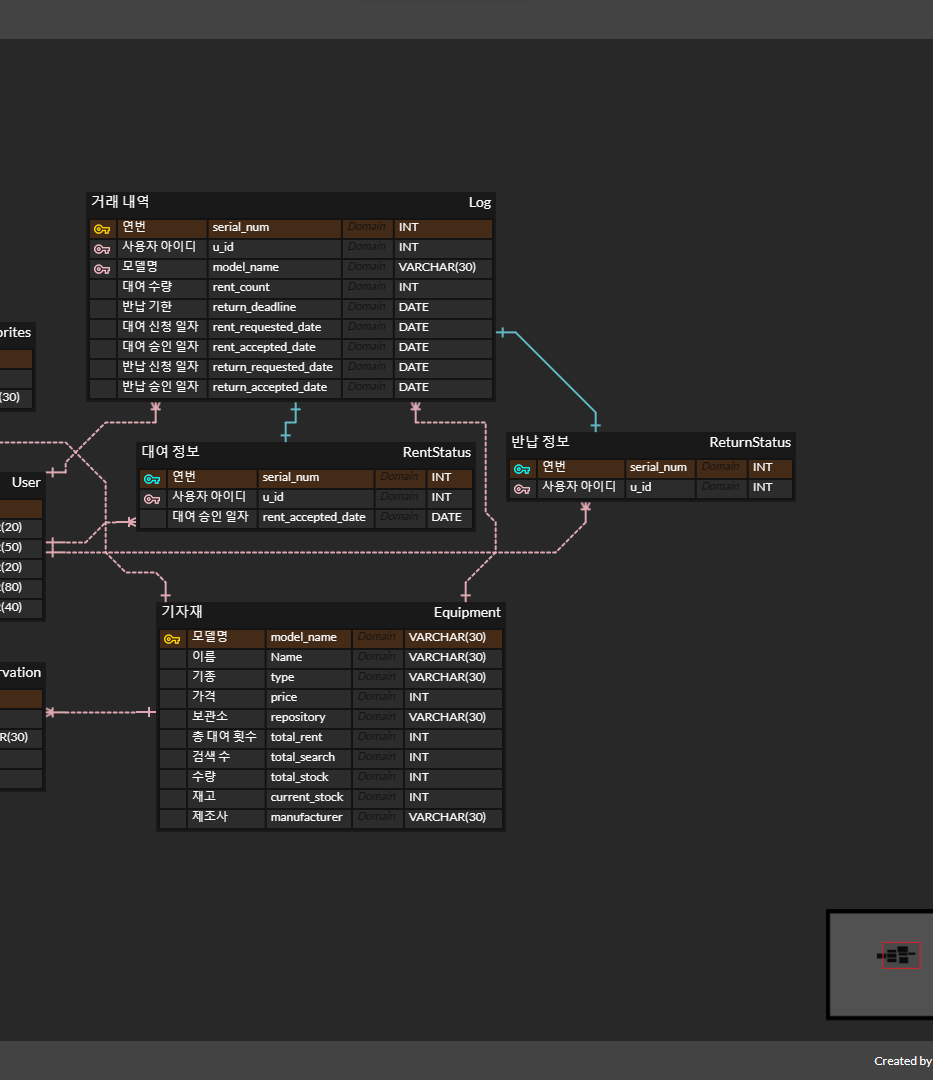 거래 내역 Log
연번 serial_num Domain INT
사용자 아이디 u_id Domain INT
모델명 model_name Domain VARCHAR(30)
대여 수량 rent_count Domain INT
반납 기한 return_deadline Domain DATE
대여 신청 일자 rent_requested_date Domain DATE
대여 승인 일자 rent_accepted_date Domain DATE
반납 신청 일자 return_requested_date Domain DATE
반납 승인 일자 return_accepted_date Domain DATE
orites
(30)
대여 정보 RentStatus
연번 serial_num Domain INT
사용자 아이디 u_id Domain INT
대여 승인 일자 rent_accepted_date Domain DATE
반납 정보 ReturnStatus
연번 serial_num Domain INT
사용자 아이디 u_id Domain INT
User
(20)
(50)
(20)
(80)
(40)
기자재 Equipment
모델명 model_name Domain VARCHAR(30)
이름 Name Domain VARCHAR(30)
기종 type Domain VARCHAR(30)
가격 price Domain INT
보관소 repository Domain VARCHAR(30)
총 대여 횟수 total_rent Domain INT
검색 수 total_search Domain INT
수량 total_stock Domain INT
재고 current_stock Domain INT
제조사 manufacturer Domain VARCHAR(30)
rvation
R(30)
Created by